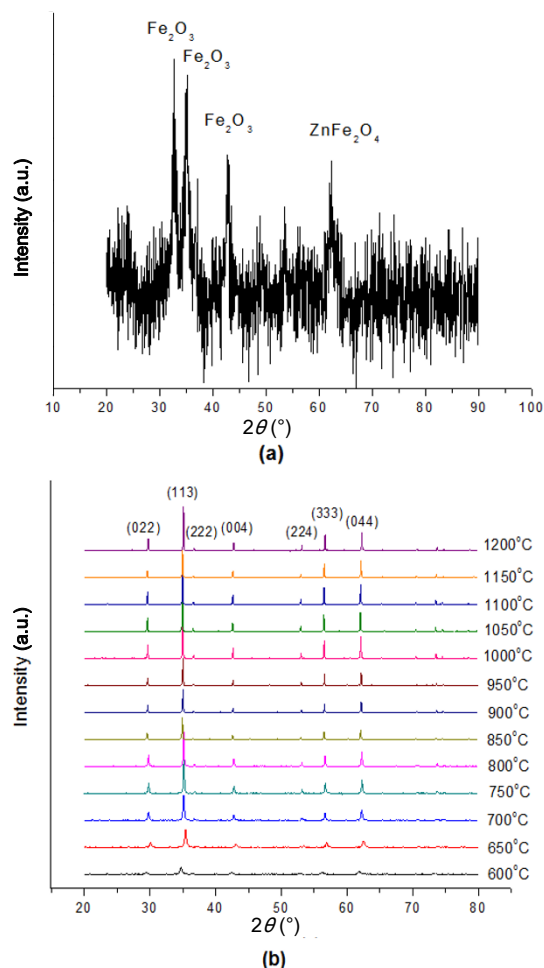 Fe₂O₃
Fe₂O₃
Fe₂O₃
ZnFe₂O₄
Intensity (a.u.)
10 20 30 40 50 60 70 80 90 100
2θ (°)
(a)
(113)
(022) (222) (004) (224) (333) (044)
1200°C
1150°C
1100°C
1050°C
1000°C
950°C
900°C
850°C
800°C
750°C
700°C
650°C
600°C
Intensity (a.u.)
20 30 40 50 60 70 80
2θ (°)
(b)